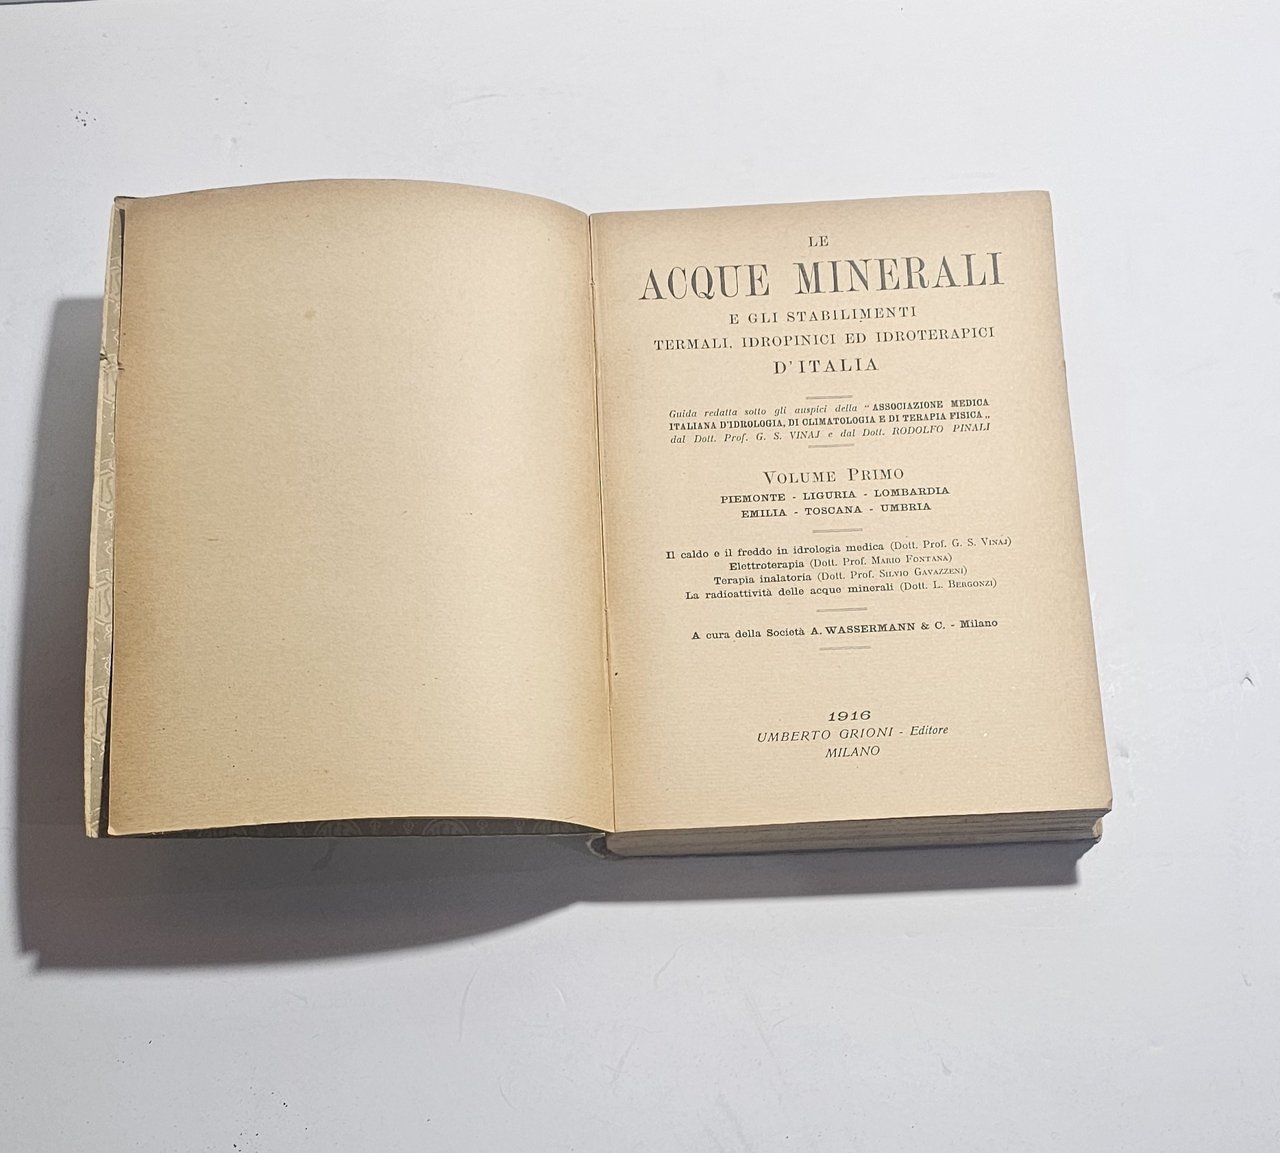 LE
ACQUE MINERALI
E GLI STABILIMENTI
TERMALI, IDROPINICI ED IDROTERAPICI
D'ITALIA
Guida redatta sotto gli auspici della "ASSOCIAZIONE MEDICA
ITALIANA D'IDROLOGIA, DI CLIMATOLOGIA E DI TERAPIA FISICA„
dal Dott. Prof. G. S. VINAJ e dal Dott. RODOLFO PINALI
VOLUME PRIMO
PIEMONTE - LIGURIA - LOMBARDIA
EMILIA - TOSCANA - UMBRIA
Il caldo e il freddo in idrologia medica (Dott. Prof. G. S. VINAJ)
Elettroterapia (Dott. Prof. MARIO FONTANA)
Terapia inalatoria (Dott. Prof. SILVIO GAVAZZENI)
La radioattività delle acque minerali (Dott. L. BERGONZI)
A cura della Società A. WASSERMANN & C. - Milano
1916
UMBERTO GRIONI - Editore
MILANO